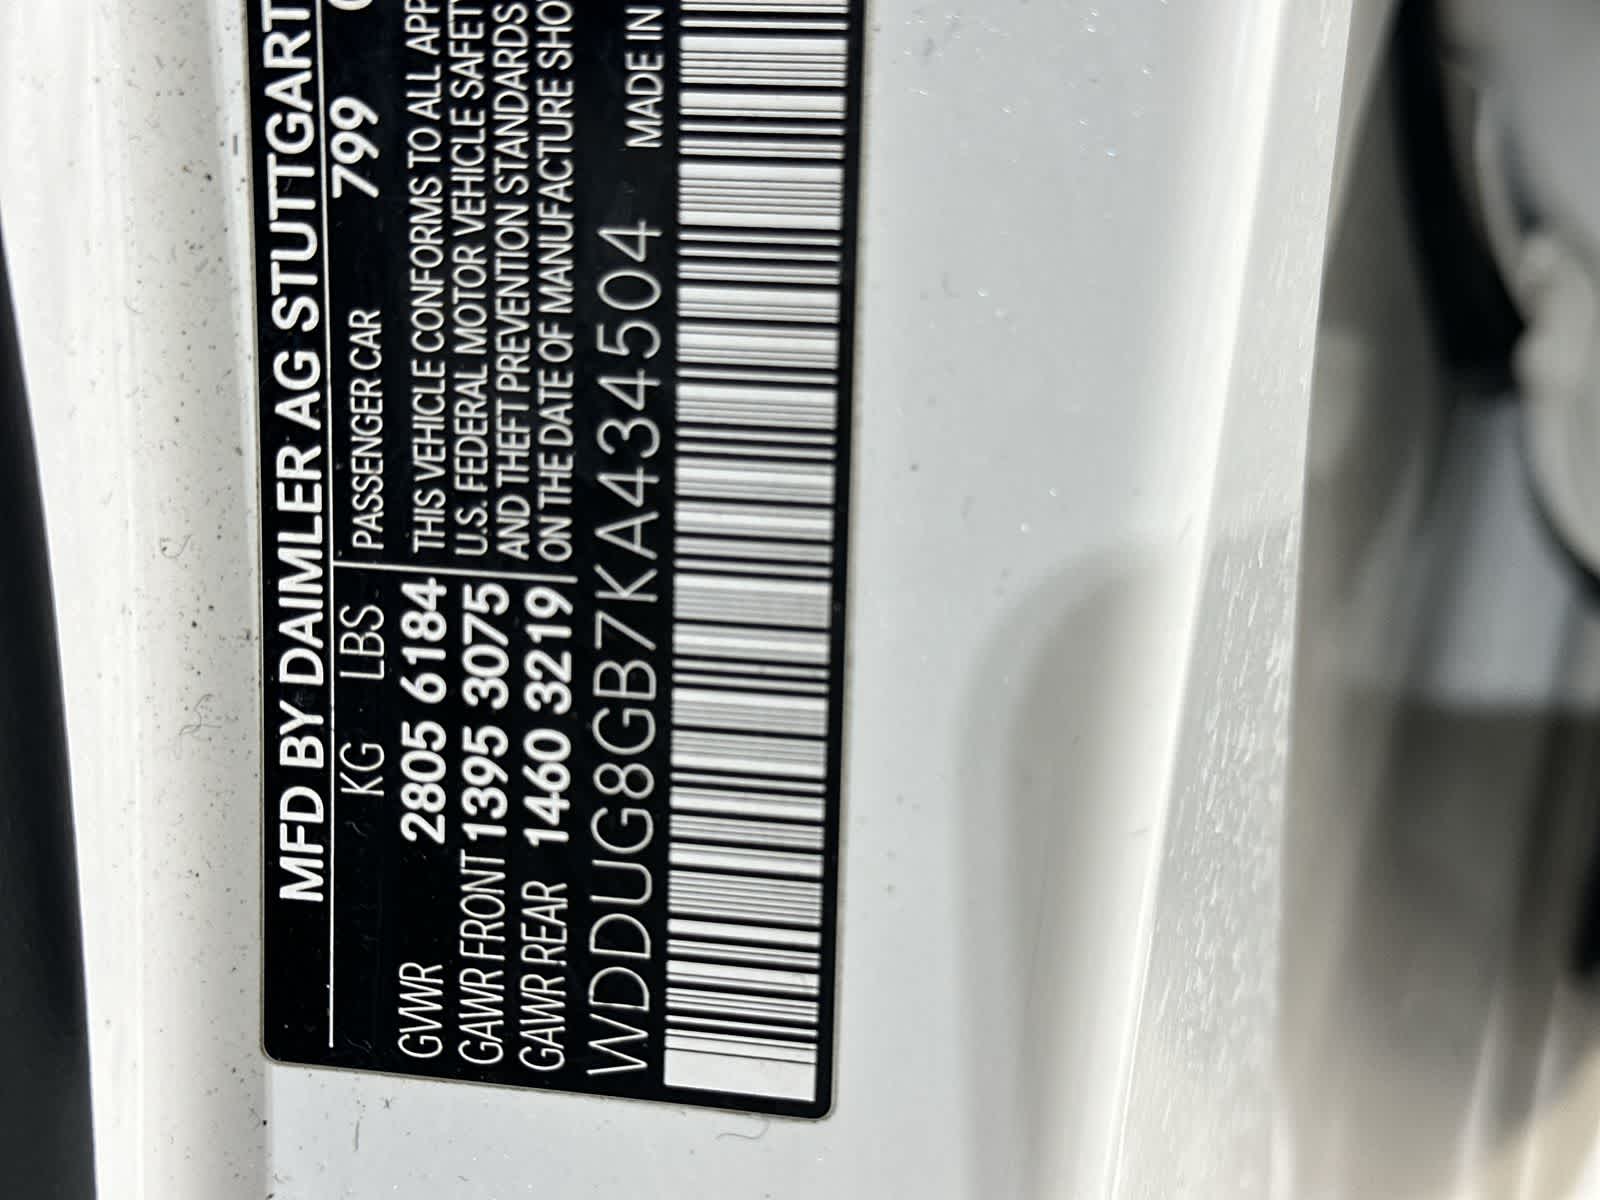 MFD BY DAIMLER AG STUTTGART
KG LBS PASSENGER CAR 799
GVWR 2805 6184
GAWR FRONT 1395 3075
GAWR REAR 1460 3219
THIS VEHICLE CONFORMS TO ALL APP
U.S. FEDERAL MOTOR VEHICLE SAFETY
AND THEFT PREVENTION STANDARDS
ON THE DATE OF MANUFACTURE SHO
WDDUG8GB7KA434504 MADE IN